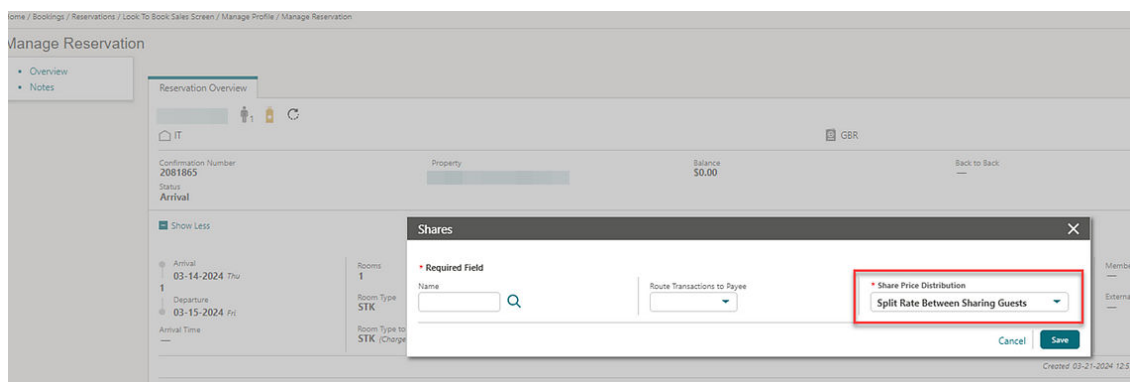 Home / Bookings / Reservations / Look To Book Sales Screen / Manage Profile / Manage Reservation
Manage Reservation
Overview
Notes
Reservation Overview
1
IT
GBR
Confirmation Number
2081865
Property
Balance
$0.00
Back to Back
—
Status
Arrival
Show Less
Shares
* Required Field
Name
Route Transactions to Payee
* Share Price Distribution
Split Rate Between Sharing Guests
Cancel
Save
Arrival
03-14-2024 Thu
1
Departure
03-15-2024 Fri
Arrival Time
—
Rooms
1
Room Type
STK
Room Type to
STK (Charge
Membe
—
Externa
—
Created 03-21-2024 12:5